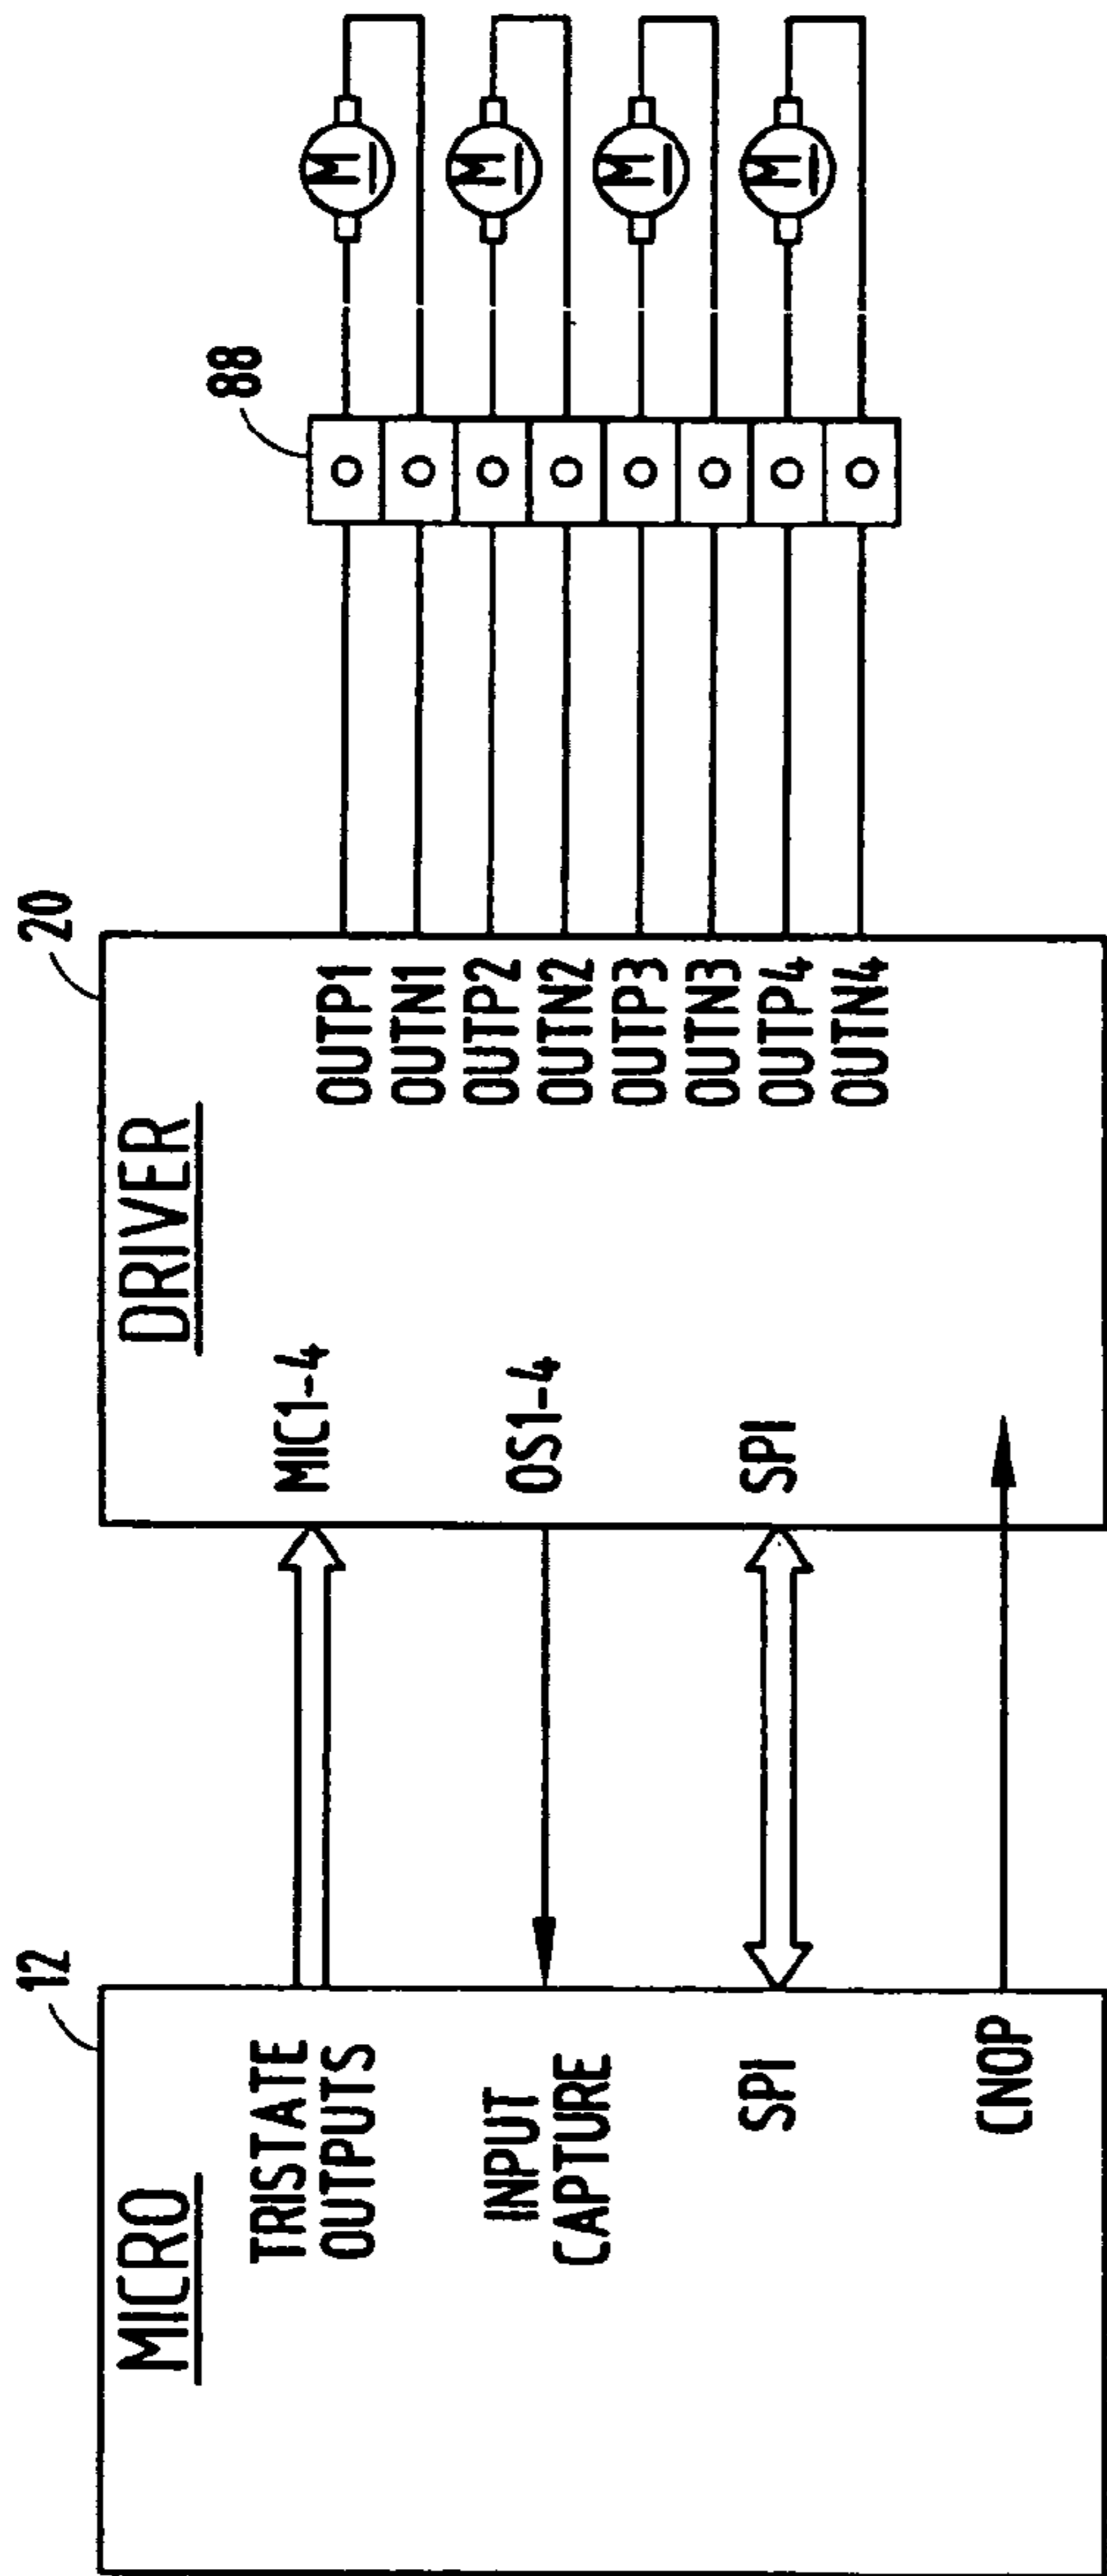 12
MICRO
TRISTATE
OUTPUTS
INPUT
CAPTURE
SPI
CNOP
20
DRIVER
MIC1-4
OS1-4
SPI
OUTP1
OUTN1
OUTP2
OUTN2
OUTP3
OUTN3
OUTP4
OUTN4
88
M
M
M
M